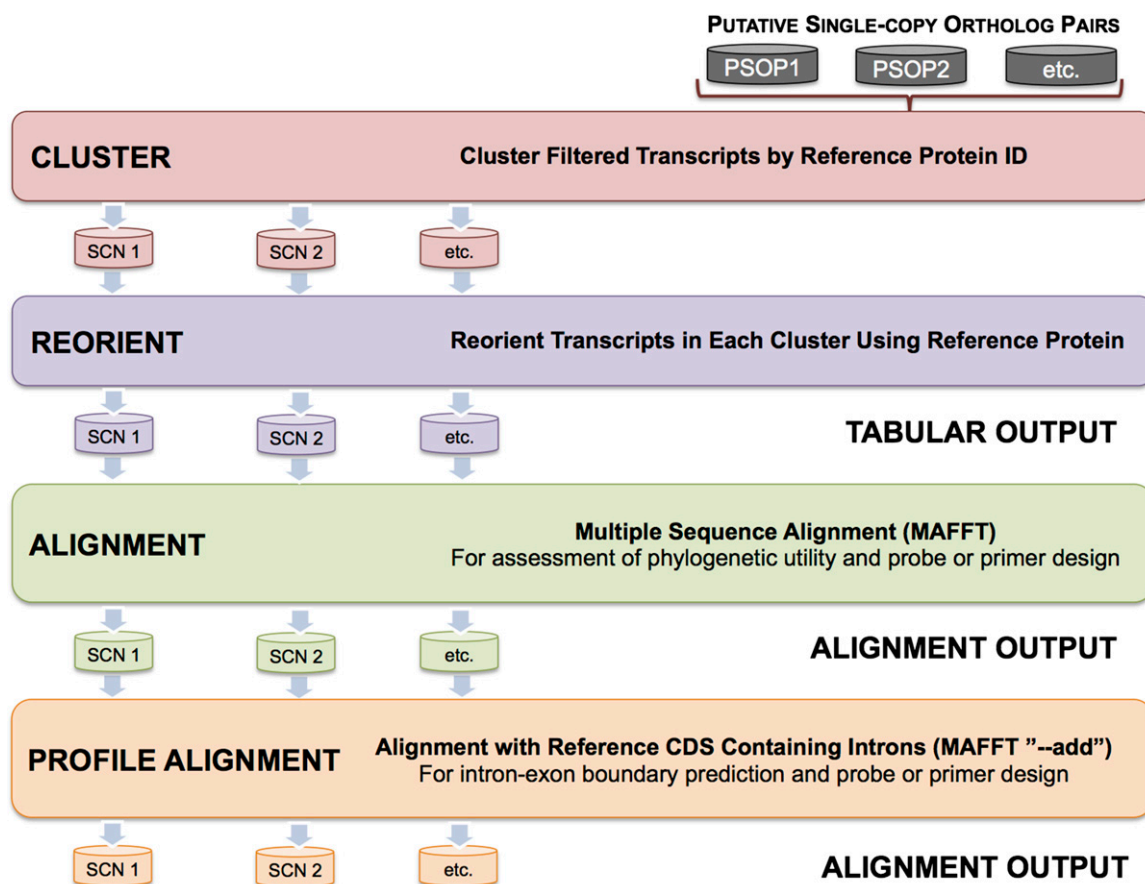 PUTATIVE SINGLE-COPY ORTHOLOG PAIRS
PSOP1 PSOP2 etc.
CLUSTER Cluster Filtered Transcripts by Reference Protein ID
SCN 1 SCN 2 etc.
REORIENT Reorient Transcripts in Each Cluster Using Reference Protein
SCN 1 SCN 2 etc.
TABULAR OUTPUT
ALIGNMENT
Multiple Sequence Alignment (MAFFT)
For assessment of phylogenetic utility and probe or primer design
SCN 1 SCN 2 etc.
ALIGNMENT OUTPUT
PROFILE ALIGNMENT
Alignment with Reference CDS Containing Introns (MAFFT ”--add”)
For intron-exon boundary prediction and probe or primer design
SCN 1 SCN 2 etc.
ALIGNMENT OUTPUT